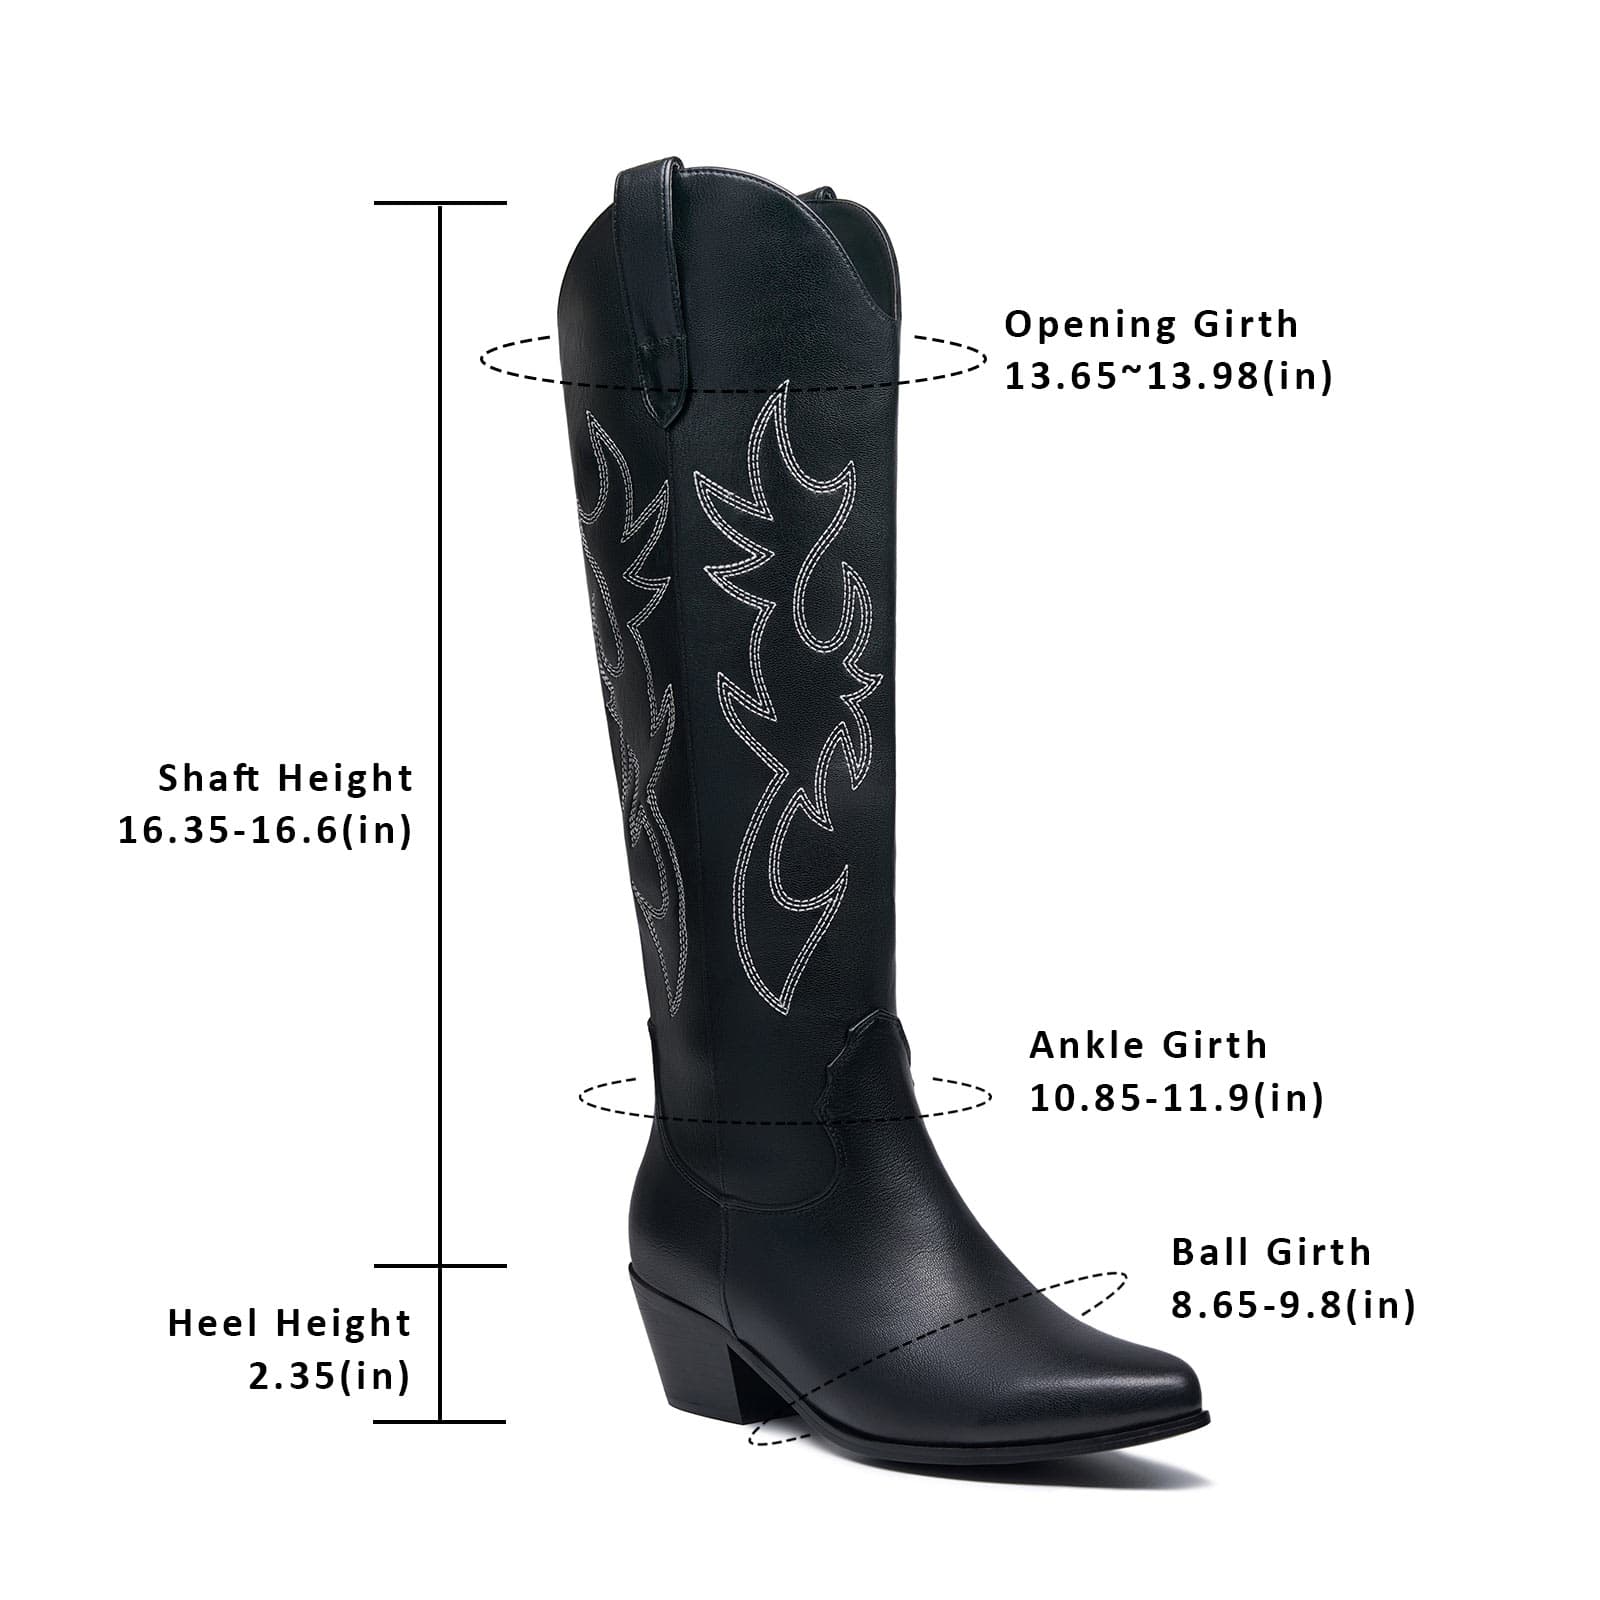 Opening Girth
13.65~13.98(in)
Shaft Height
16.35-16.6(in)
Ankle Girth
10.85-11.9(in)
Ball Girth
8.65-9.8(in)
Heel Height
2.35(in)